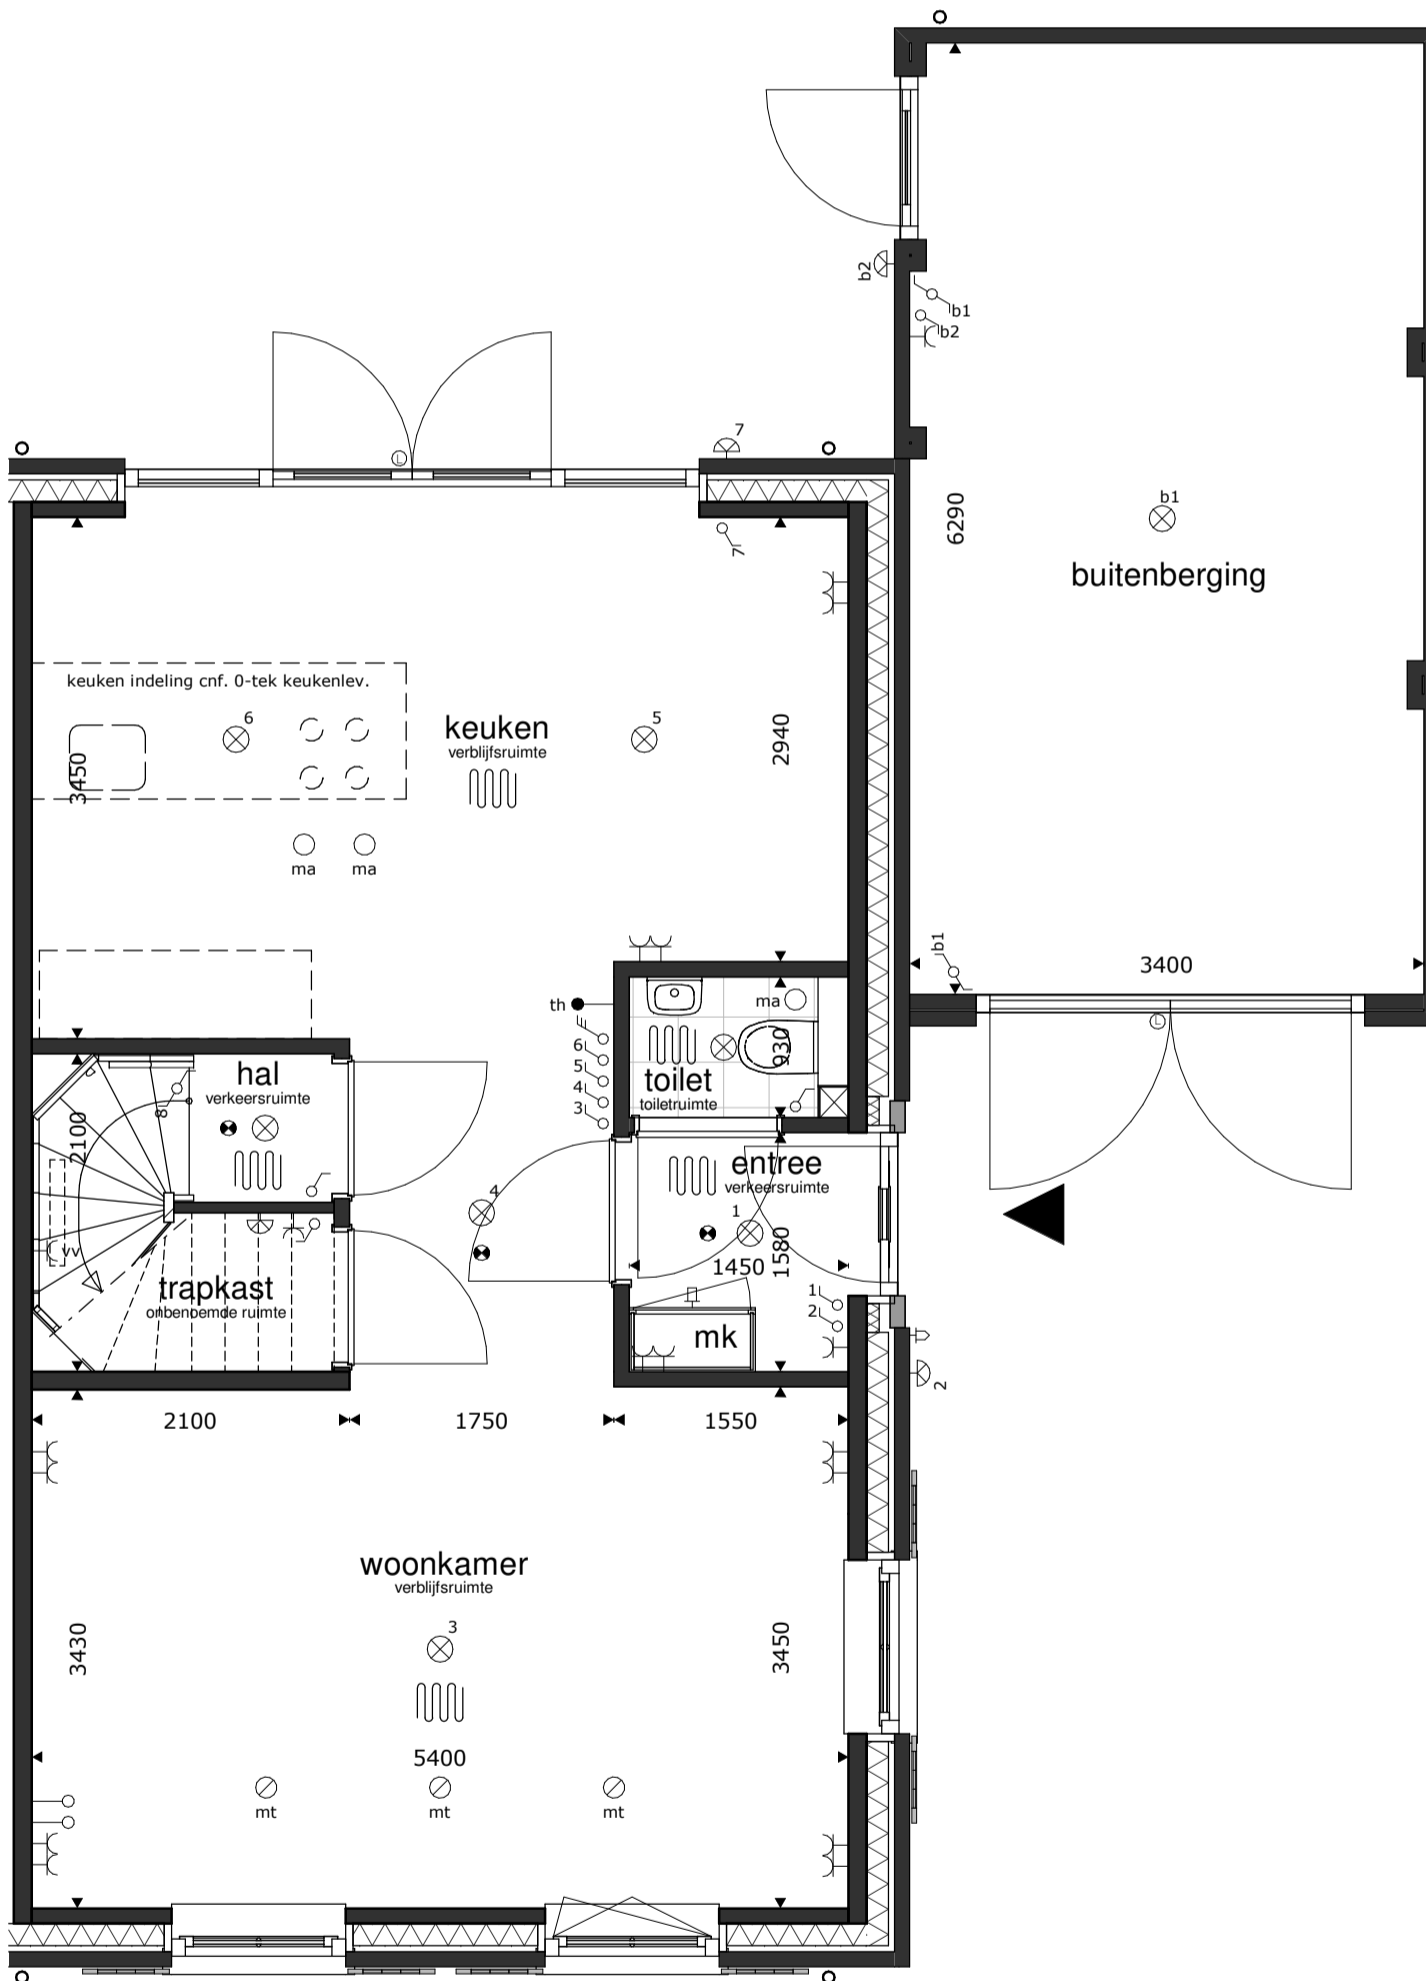 b2
b1
b2
7
7
6290
b1
buitenberging
keuken indeling cnf. 0-tek keukenlev.
6
3450
keuken
verblijfsruimte
5
2940
ma
ma
b1
3400
L
L
th
6
5
4
3
ma
930
toilet
toiletruimte
hal
verkeersruimte
8
2100
entree
verkeersruimte
4
1
1450
1580
vv
trapkast
onbenoemde ruimte
1
2
mk
2
2100
1750
1550
woonkamer
verblijfsruimte
3
3430
3450
5400
mt
mt
mt